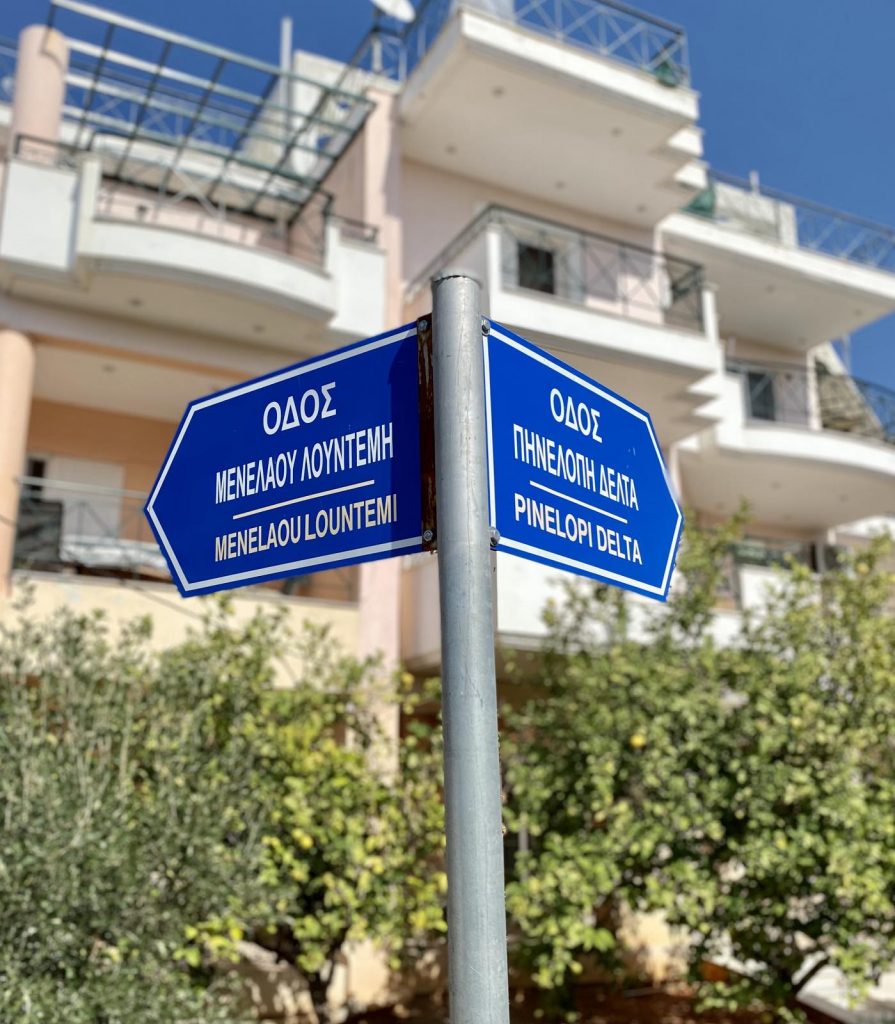 ΟΔΟΣ
ΜΕΝΕΛΑΟΥ ΛΟΥΝΤΕΜΗ
MENELAOU LOUNTEMI
ΟΔΟΣ
ΠΗΝΕΛΟΠΗ ΔΕΛΤΑ
PINELOPI DELTA